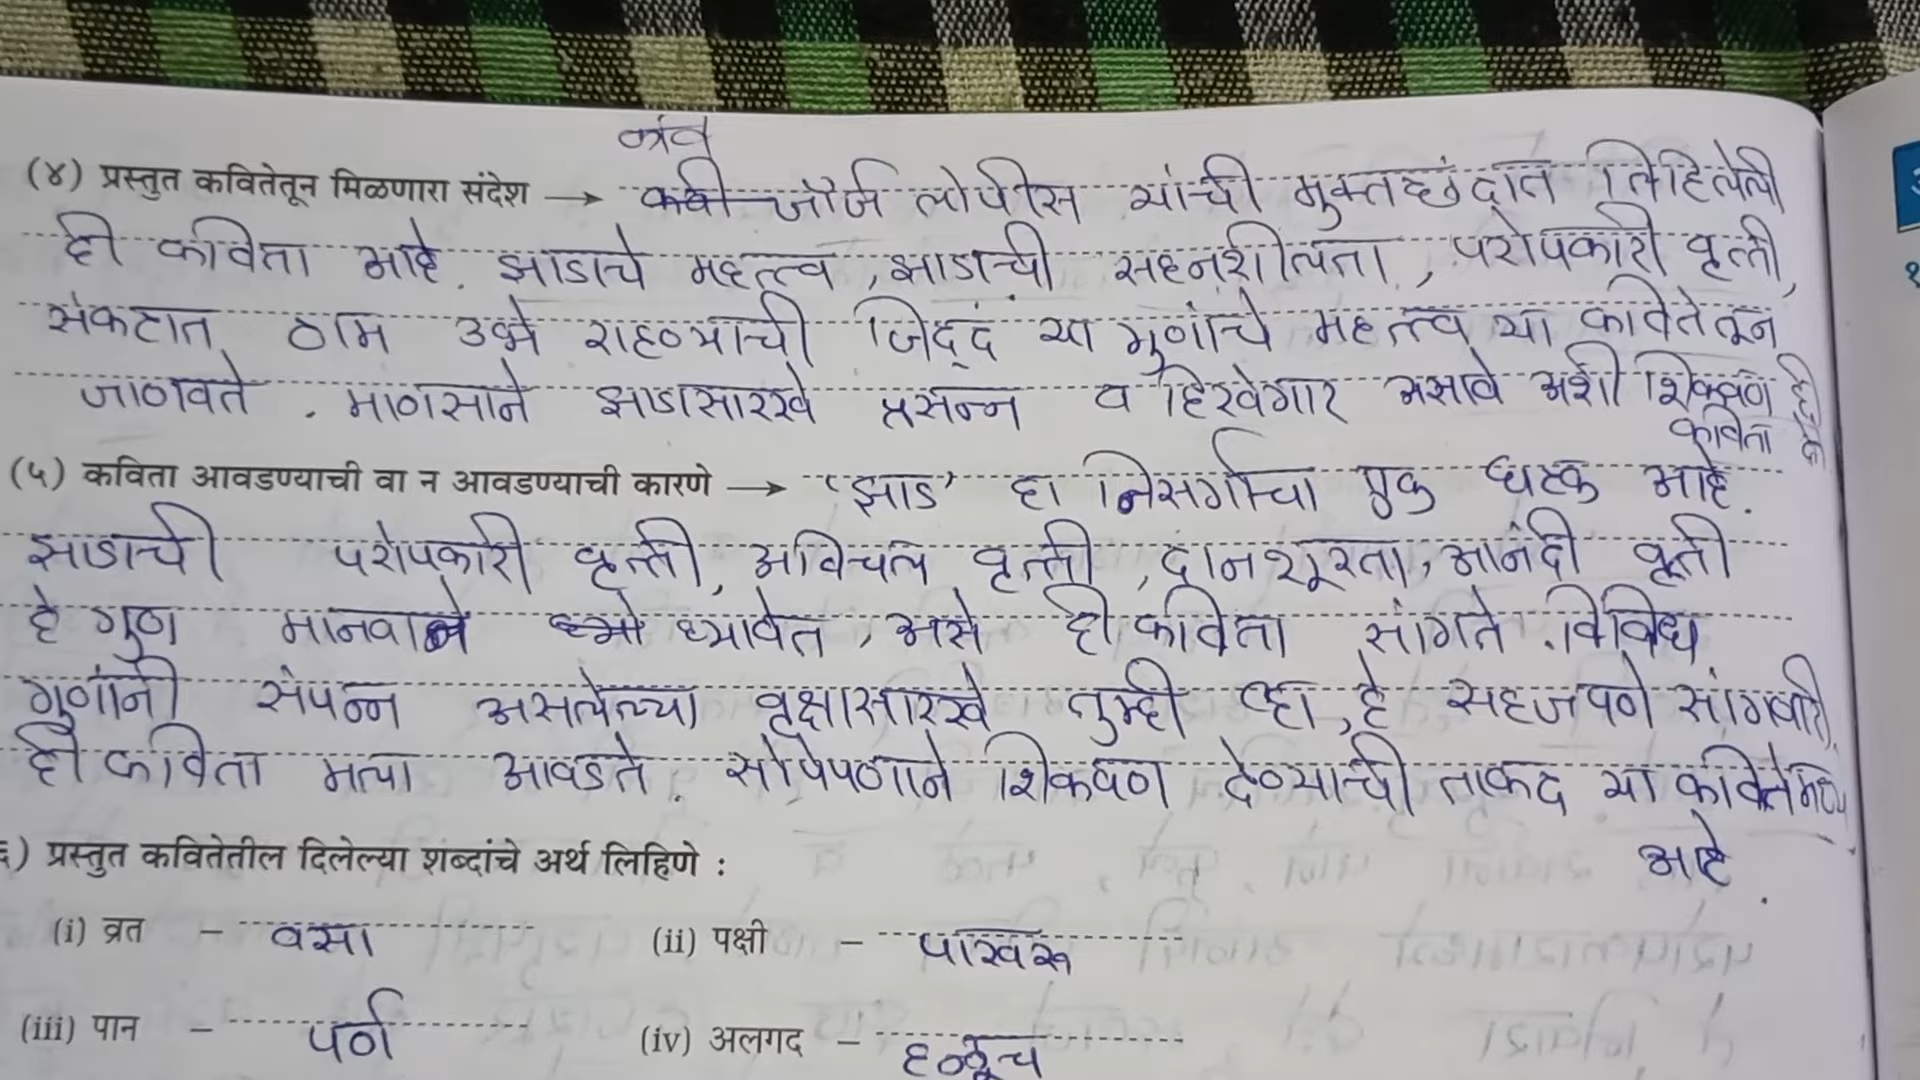 (४) प्रस्तुत कवितेतून मिळणारा संदेश → कवी जॉर्ज लोपीस यांची मुक्तछंदात लिहिलेली
ही कविता आहे. झाडाचे महत्त्व, झाडाची सहनशीलता, परोपकारी वृत्ती,
संकटात ठाम उभे राहण्याची जिद्द या गुणांचे महत्त्व या कवितेतून
जाणवते. माणसाने झाडासारखे प्रसन्न व हिरवेगार असावे अशी शिकवण ही
कविता
(५) कविता आवडण्याची वा न आवडण्याची कारणे → 'झाड' हा निसर्गाचा एक घटक आहे.
झाडाची परोपकारी वृत्ती, अविचल वृत्ती, दानशूरता, आनंदी वृत्ती
हे गुण मानवाने घ्यावेत, असे ही कविता सांगते. विविध
गुणांनी संपन्न असलेल्या वृक्षासारखे तुम्ही व्हा, हे सहजपणे सांगणारी
ही कविता मला आवडते. सोपेपणाने शिकवण देण्याची ताकद या कवितेमध्ये
आहे.
६) प्रस्तुत कवितेतील दिलेल्या शब्दांचे अर्थ लिहिणे :
(i) व्रत – वसा (ii) पक्षी – पाखरू
(iii) पान – पर्ण (iv) अलगद – हळूच